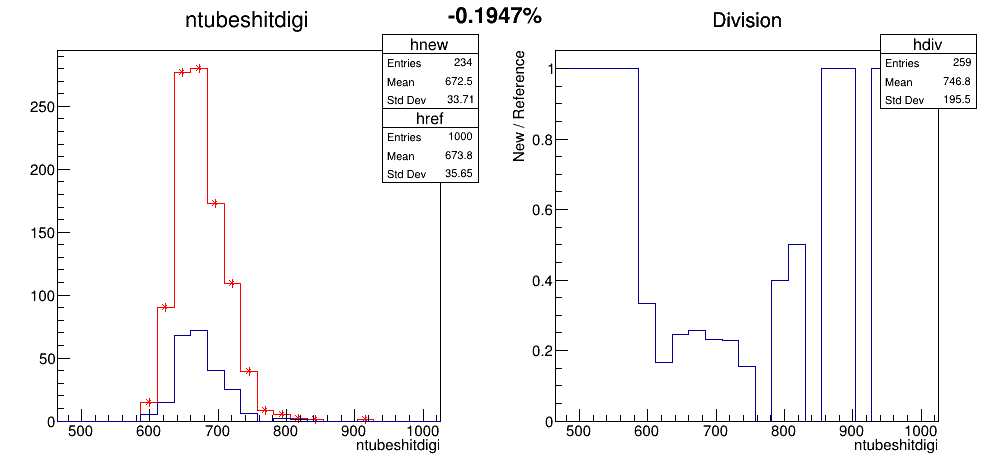 ntubeshitdigi
-0.1947%
Division
hnew
Entries 234
Mean 672.5
Std Dev 33.71
href
Entries 1000
Mean 673.8
Std Dev 35.65
250
200
150
100
50
0
500 600 700 800 900 1000
ntubeshitdigi
hdiv
Entries 259
Mean 746.8
Std Dev 195.5
New / Reference
1
0.8
0.6
0.4
0.2
0
500 600 700 800 900 1000
ntubeshitdigi